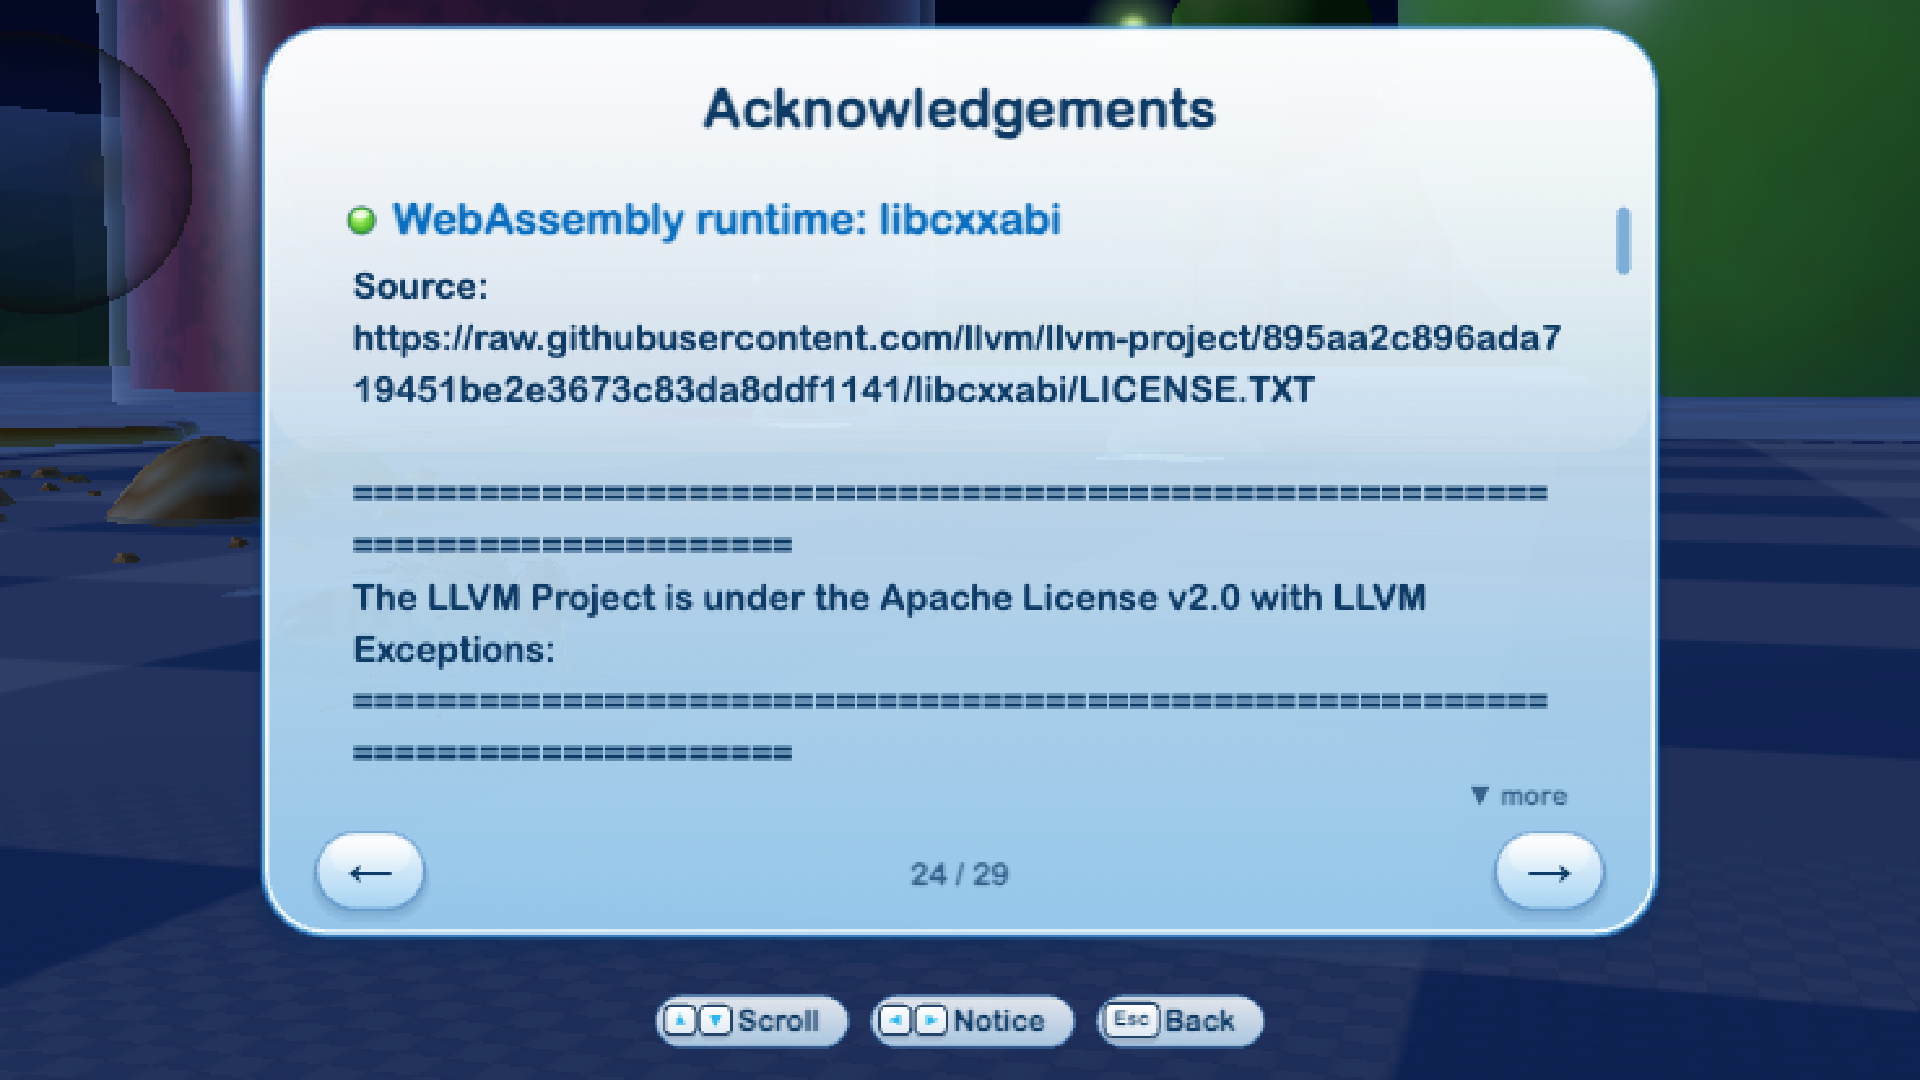 Acknowledgements
WebAssembly runtime: libcxxabi
Source:
https://raw.githubusercontent.com/llvm/llvm-project/895aa2c896ada7
19451be2e3673c83da8ddf1141/libcxxabi/LICENSE.TXT
=========================================================
=====================
The LLVM Project is under the Apache License v2.0 with LLVM
Exceptions:
=========================================================
=====================
▼ more
←
24 / 29
→
▲ ▼ Scroll
◀ ▶ Notice
Esc Back